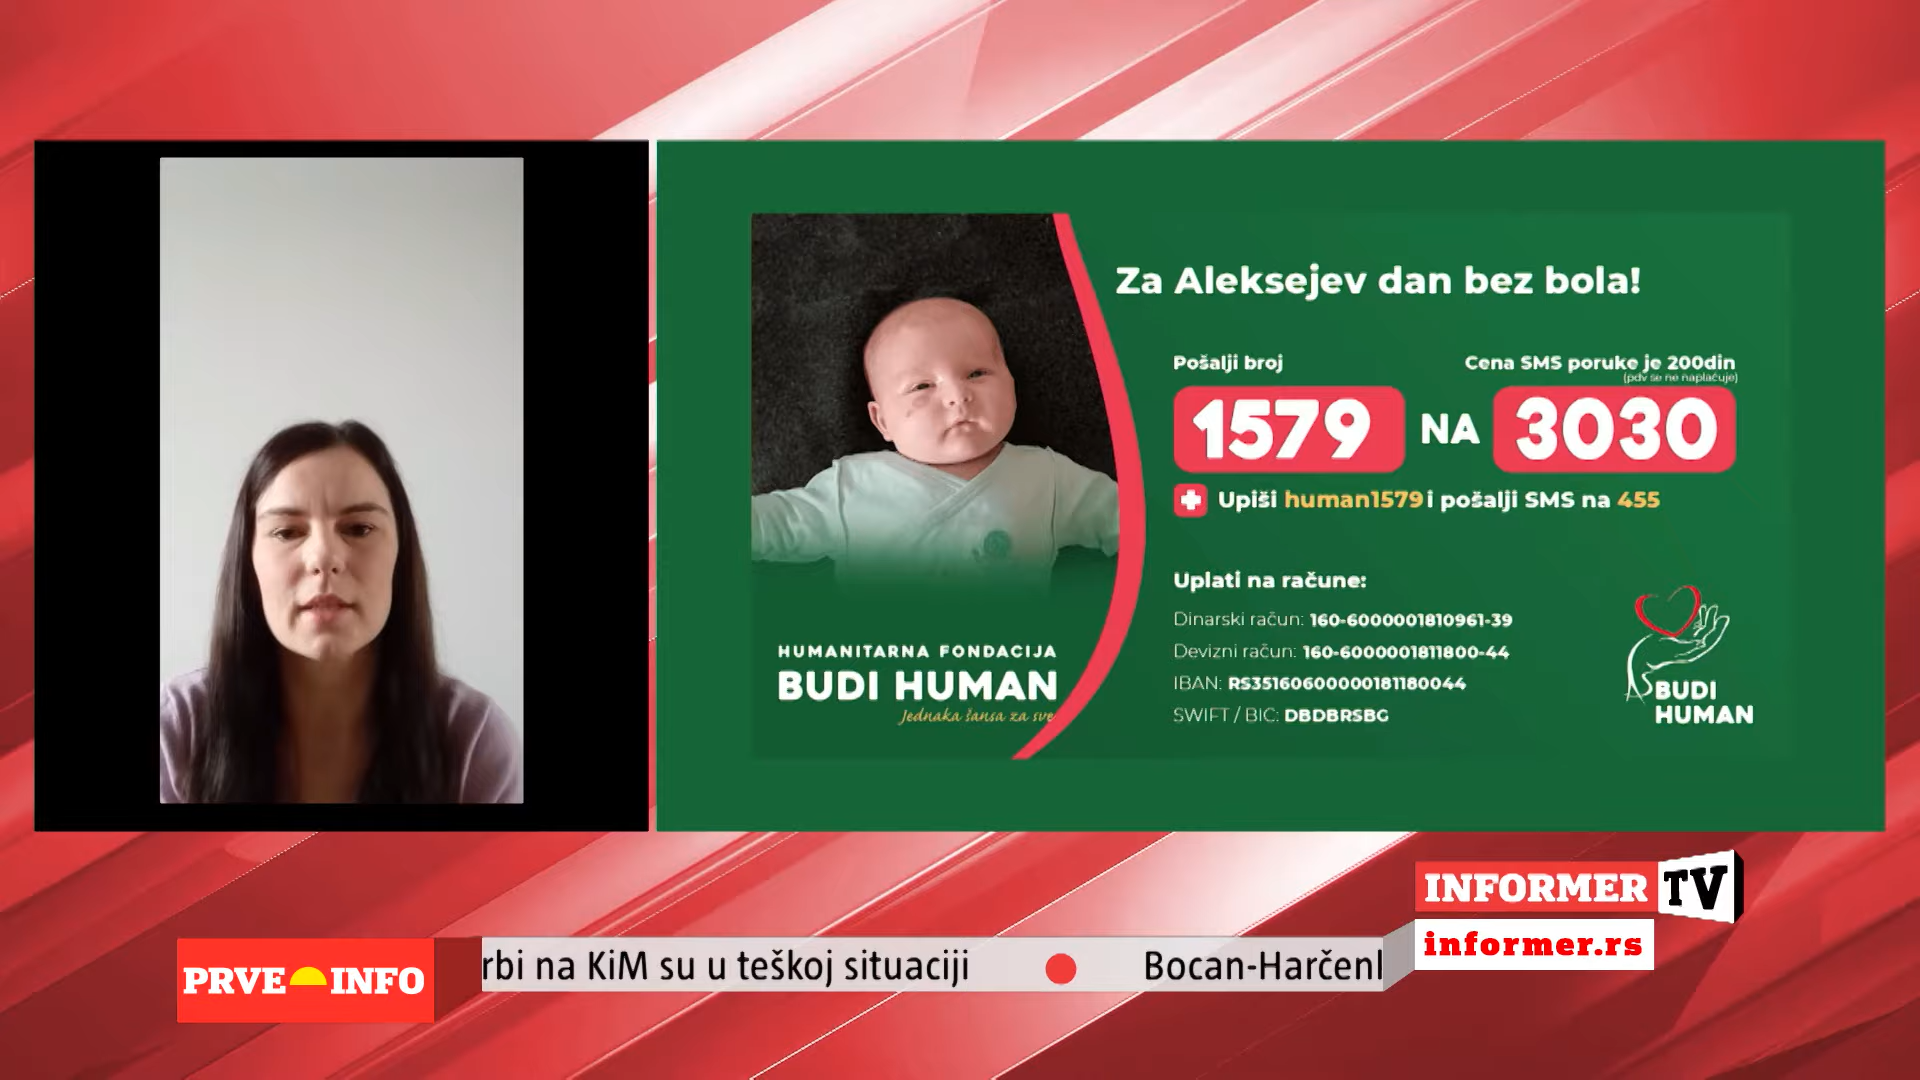 Za Aleksejev dan bez bola!
Pošalji broj
Cena SMS poruke je 200din
(pdv se ne naplaćuje)
1579 NA 3030
Upiši human1579 i pošalji SMS na 455
Uplati na račune:
Dinarski račun: 160-6000001810961-39
Devizni račun: 160-6000001811800-44
IBAN: RS35160600000181180044
SWIFT / BIC: DBDBRSBG
HUMANITARNA FONDACIJA
BUDI HUMAN
Jednaka šansa za sve
BUDI
HUMAN
INFORMER TV
informer.rs
PRVE INFO
rbi na KiM su u teškoj situaciji
Bocan-Harčenl